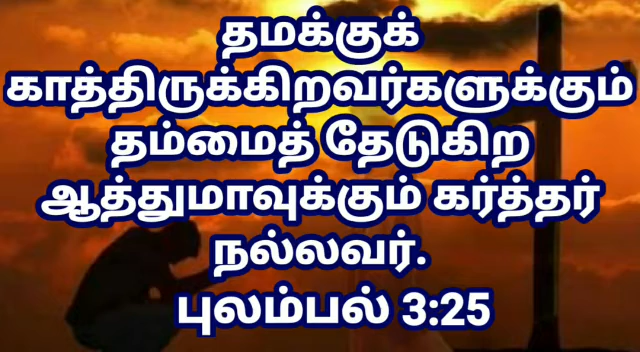 தமக்குக்
காத்திருக்கிறவர்களுக்கும்
தம்மைத் தேடுகிற
ஆத்துமாவுக்கும் கர்த்தர்
நல்லவர்.
புலம்பல் 3:25